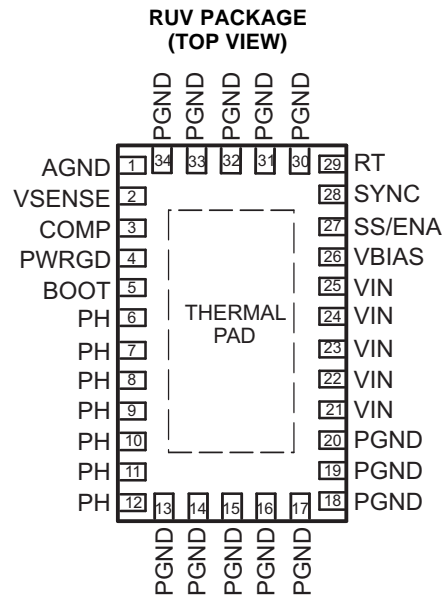 RUV PACKAGE
(TOP VIEW)
PGND PGND PGND PGND PGND
34 33 32 31 30
AGND 1 29 RT
VSENSE 2 28 SYNC
COMP 3 27 SS/ENA
PWRGD 4 26 VBIAS
BOOT 5 25 VIN
PH 6 24 VIN
PH 7 23 VIN
PH 8 22 VIN
PH 9 21 VIN
PH 10 20 PGND
PH 11 19 PGND
PH 12 18 PGND
THERMAL
PAD
13 14 15 16 17
PGND PGND PGND PGND PGND